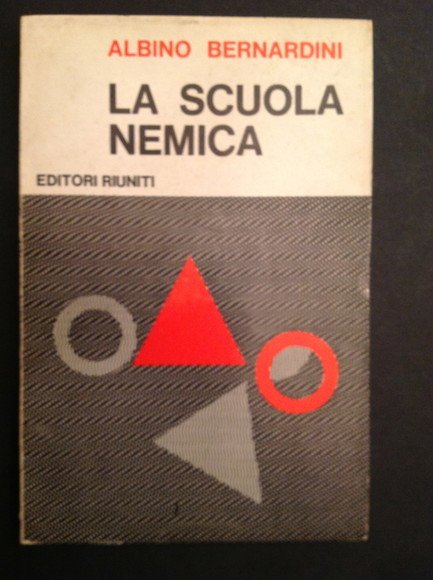 ALBINO BERNARDINI
LA SCUOLA
NEMICA
EDITORI RIUNITI